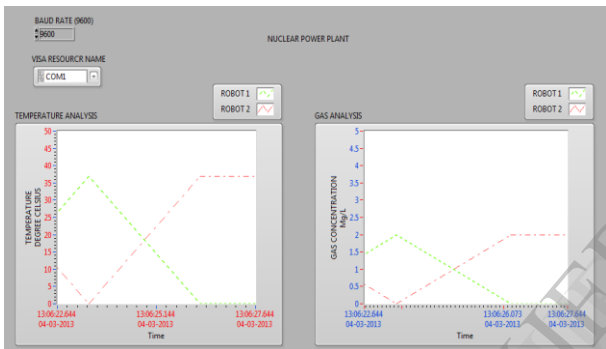 BAUD RATE (9600)
9600
NUCLEAR POWER PLANT
VISA RESOURCR NAME
COM1
ROBOT 1
ROBOT 2
TEMPERATURE ANALYSIS
50
45
40
35
30
25
20
15
10
5
0
TEMPERATURE
DEGREE CELSIUS
13:06:22.644
04-03-2013
13:06:25.144
04-03-2013
13:06:27.644
04-03-2013
Time
ROBOT 1
ROBOT 2
GAS ANALYSIS
5
4.5
4
3.5
3
2.5
2
1.5
1
0.5
0
GAS CONCENTRATION
Mg/L
13:06:22.644
04-03-2013
13:06:26.073
04-03-2013
13:06:27.644
04-03-2013
Time